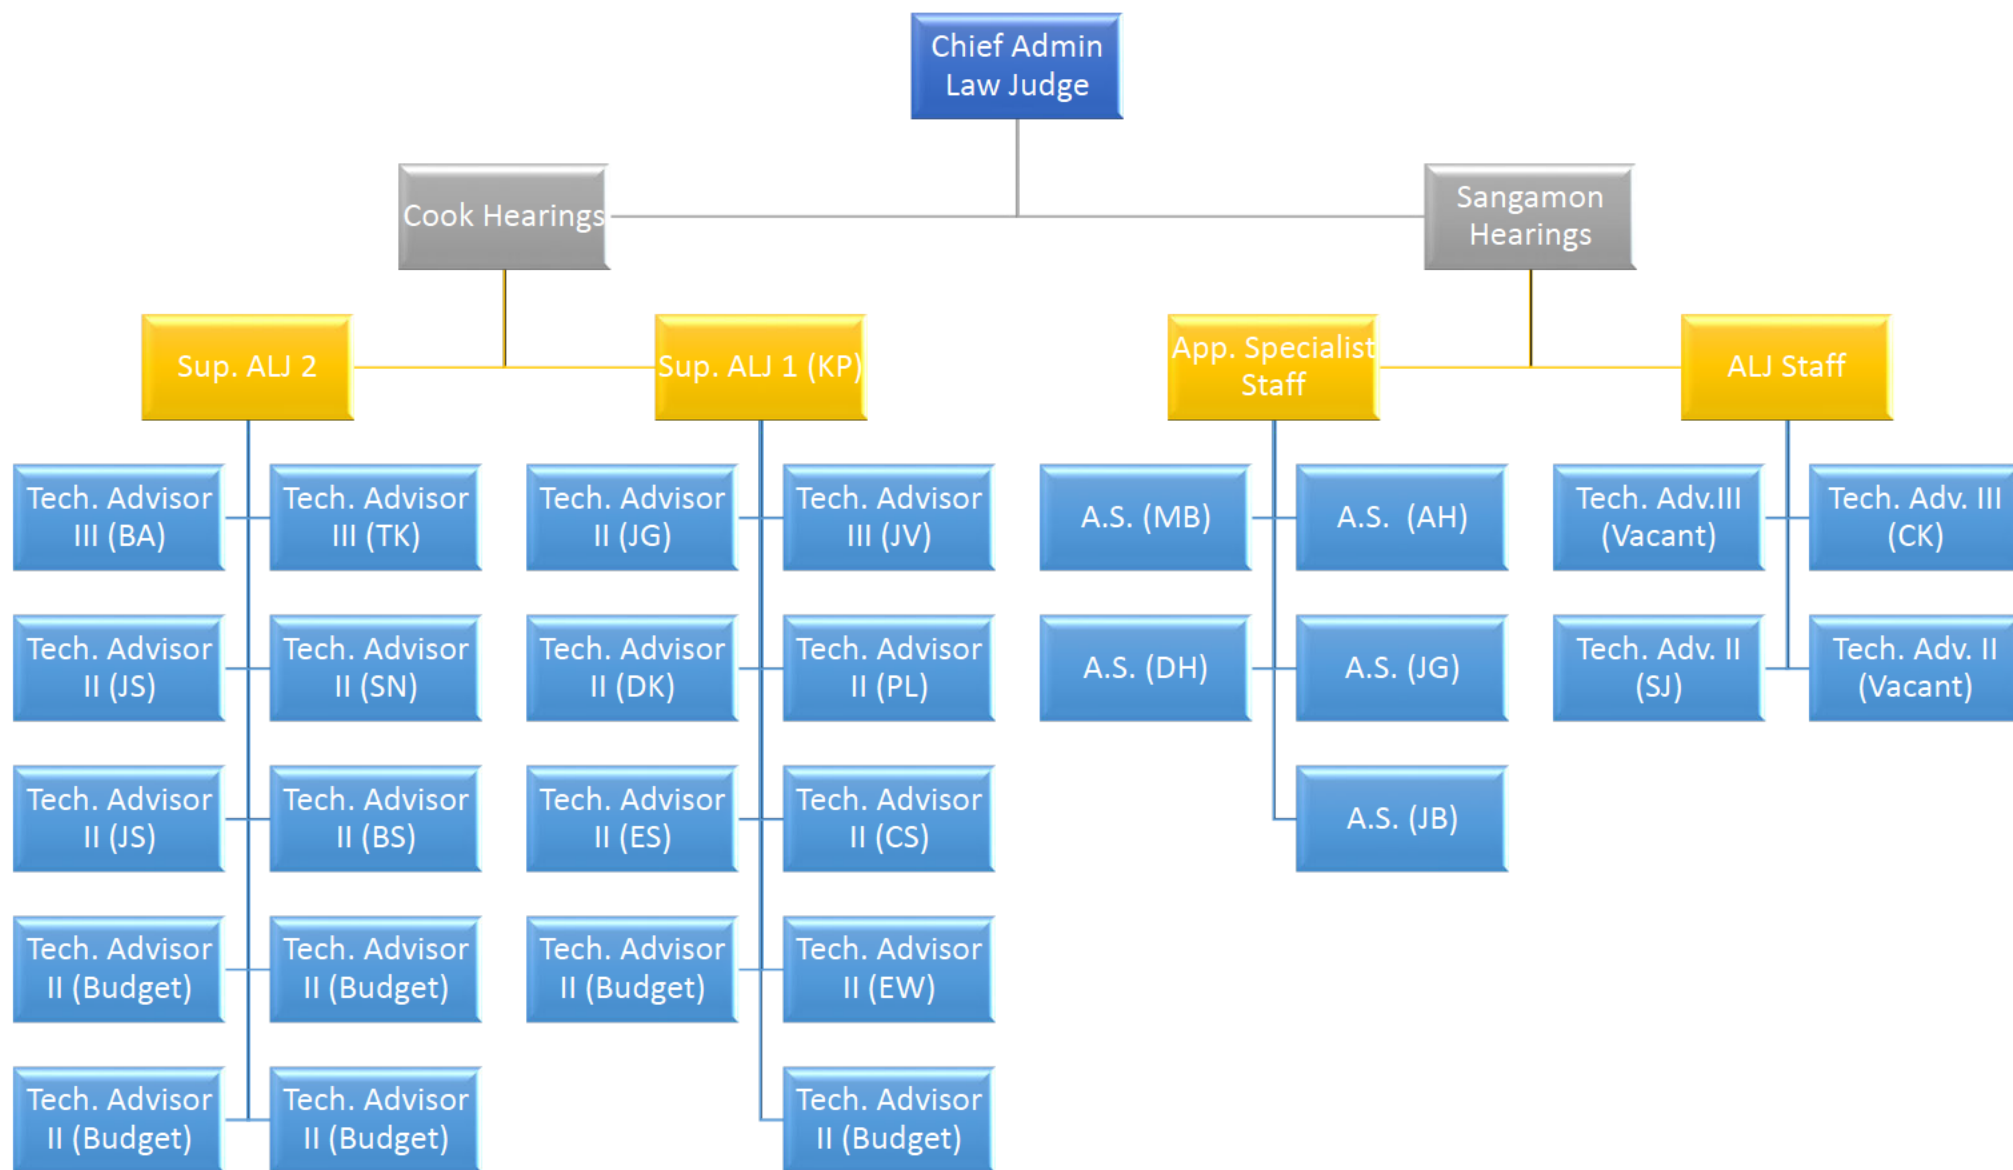 Chief Admin
Law Judge
Cook Hearings
Sangamon
Hearings
Sup. ALJ 2
Sup. ALJ 1 (KP)
App. Specialist
Staff
ALJ Staff
Tech. Advisor
III (BA)
Tech. Advisor
III (TK)
Tech. Advisor
II (JG)
Tech. Advisor
III (JV)
A.S. (MB)
A.S. (AH)
Tech. Adv.III
(Vacant)
Tech. Adv. III
(CK)
Tech. Advisor
II (JS)
Tech. Advisor
II (SN)
Tech. Advisor
II (DK)
Tech. Advisor
II (PL)
A.S. (DH)
A.S. (JG)
Tech. Adv. II
(SJ)
Tech. Adv. II
(Vacant)
Tech. Advisor
II (JS)
Tech. Advisor
II (BS)
Tech. Advisor
II (ES)
Tech. Advisor
II (CS)
A.S. (JB)
Tech. Advisor
II (Budget)
Tech. Advisor
II (Budget)
Tech. Advisor
II (Budget)
Tech. Advisor
II (EW)
Tech. Advisor
II (Budget)
Tech. Advisor
II (Budget)
Tech. Advisor
II (Budget)